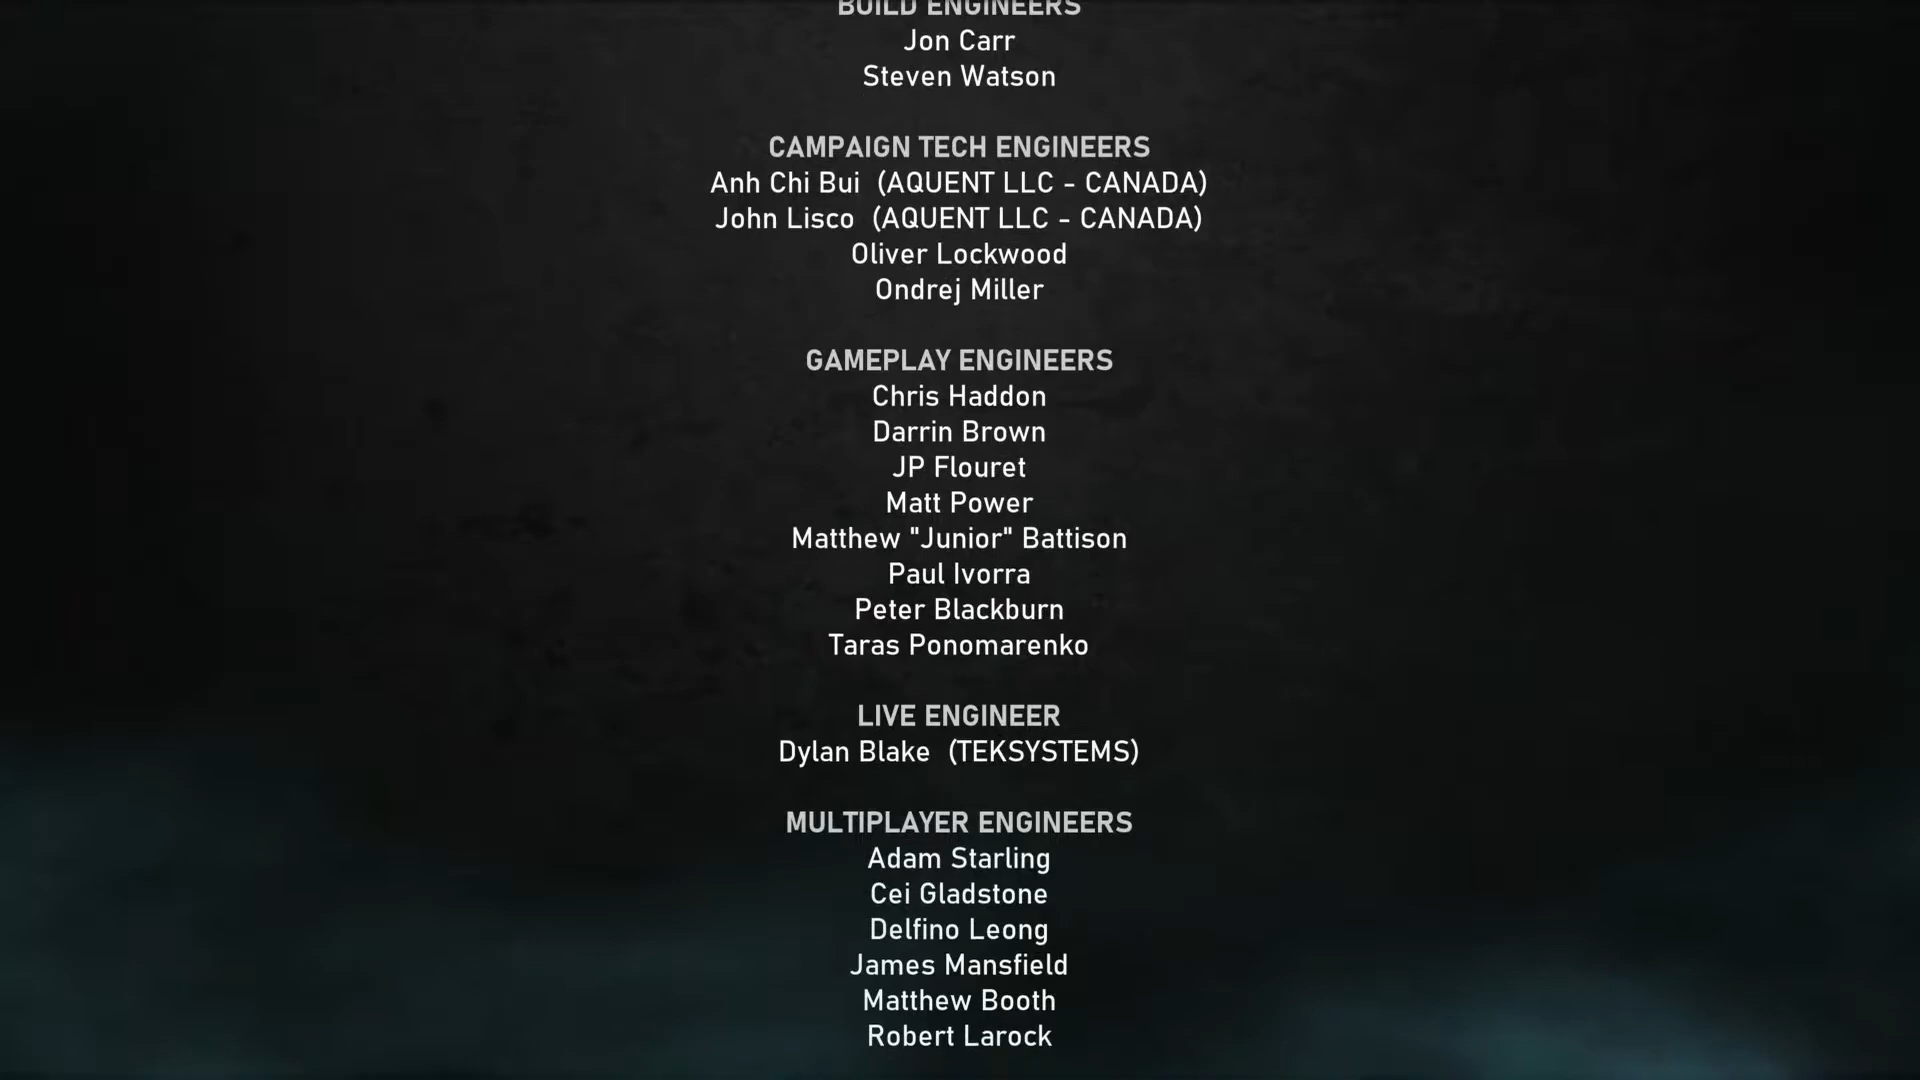 BUILD ENGINEERS
Jon Carr
Steven Watson
CAMPAIGN TECH ENGINEERS
Anh Chi Bui  (AQUENT LLC - CANADA)
John Lisco  (AQUENT LLC - CANADA)
Oliver Lockwood
Ondrej Miller
GAMEPLAY ENGINEERS
Chris Haddon
Darrin Brown
JP Flouret
Matt Power
Matthew "Junior" Battison
Paul Ivorra
Peter Blackburn
Taras Ponomarenko
LIVE ENGINEER
Dylan Blake  (TEKSYSTEMS)
MULTIPLAYER ENGINEERS
Adam Starling
Cei Gladstone
Delfino Leong
James Mansfield
Matthew Booth
Robert Larock